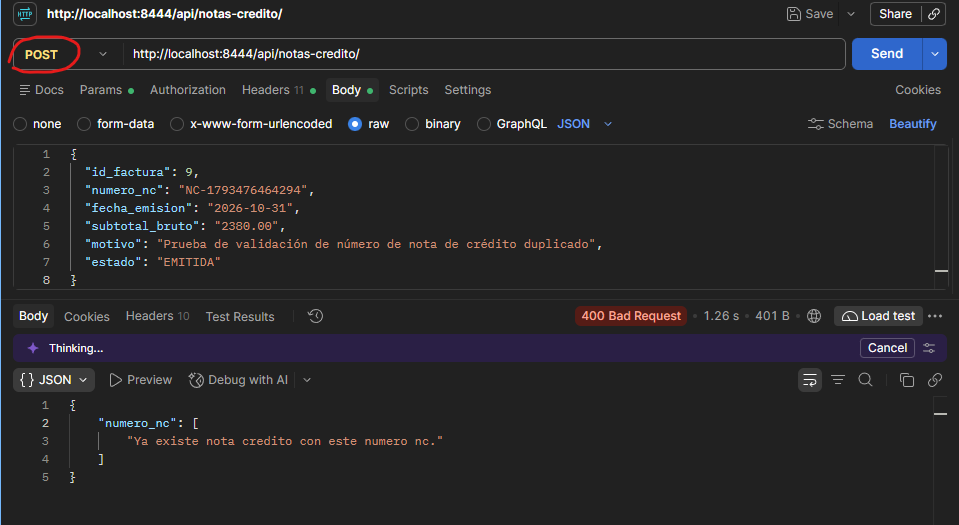 HTTP http://localhost:8444/api/notas-credito/ Save Share
POST http://localhost:8444/api/notas-credito/ Send
Docs Params Authorization Headers 11 Body Scripts Settings Cookies
none form-data x-www-form-urlencoded raw binary GraphQL JSON Schema Beautify
1 {
2 "id_factura": 9,
3 "numero_nc": "NC-1793476464294",
4 "fecha_emision": "2026-10-31",
5 "subtotal_bruto": "2380.00",
6 "motivo": "Prueba de validación de número de nota de crédito duplicado",
7 "estado": "EMITIDA"
8 }
Body Cookies Headers 10 Test Results 400 Bad Request • 1.26 s • 401 B • Load test
Thinking... Cancel
{} JSON Preview Debug with AI
1 {
2 "numero_nc": [
3 "Ya existe nota credito con este numero nc."
4 ]
5 }